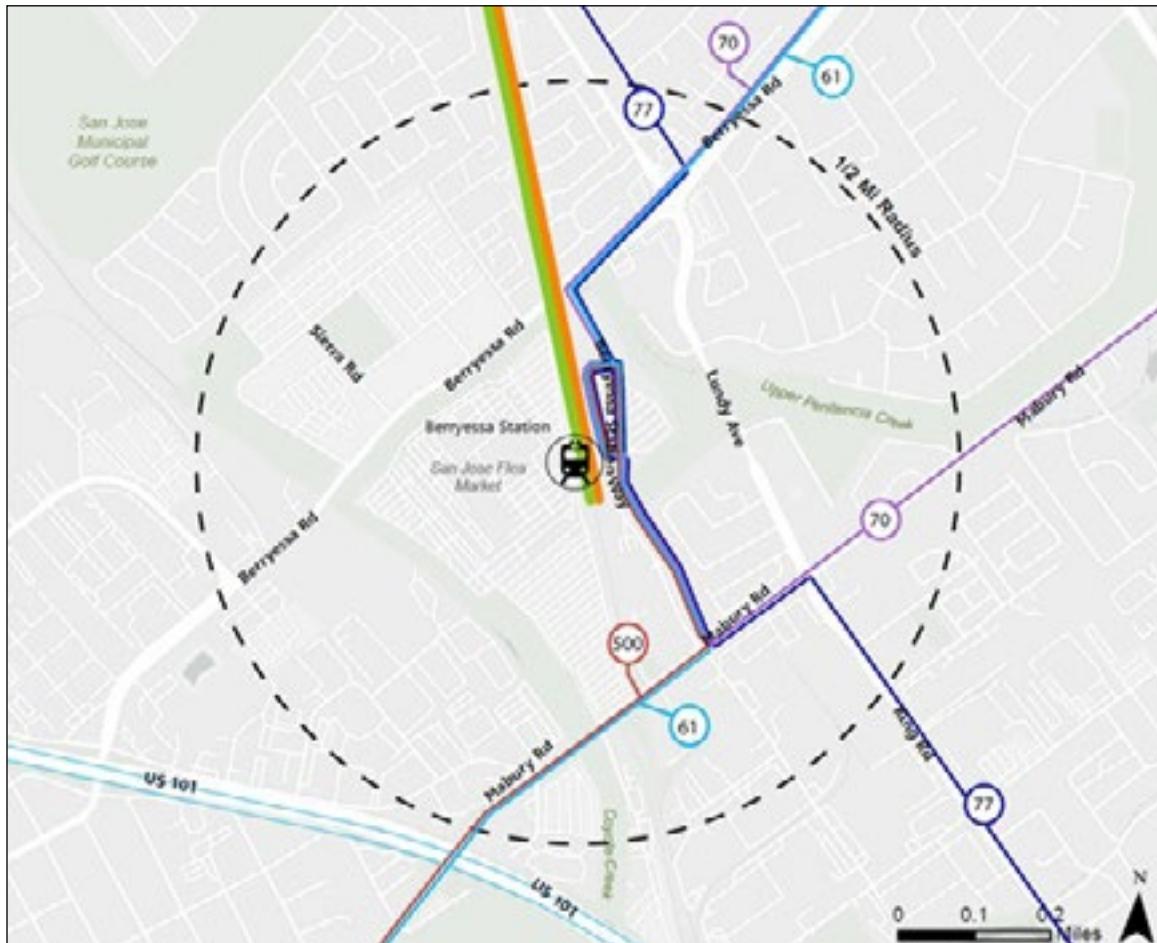 70
61
San Jose
Municipal
Golf Course
77
Berryessa Rd
1/2 Mi Radius
Sierra Rd
Berryessa Rd
Lundy Ave
Upper Penitencia Creek
Mabury Rd
Berryessa Station
San Jose Flea
Market
70
Berryessa Rd
Mabury Rd
500
61
King Rd
Mabury Rd
US 101
77
Coyote Creek
US 101
N
0 0.1 0.2
Miles